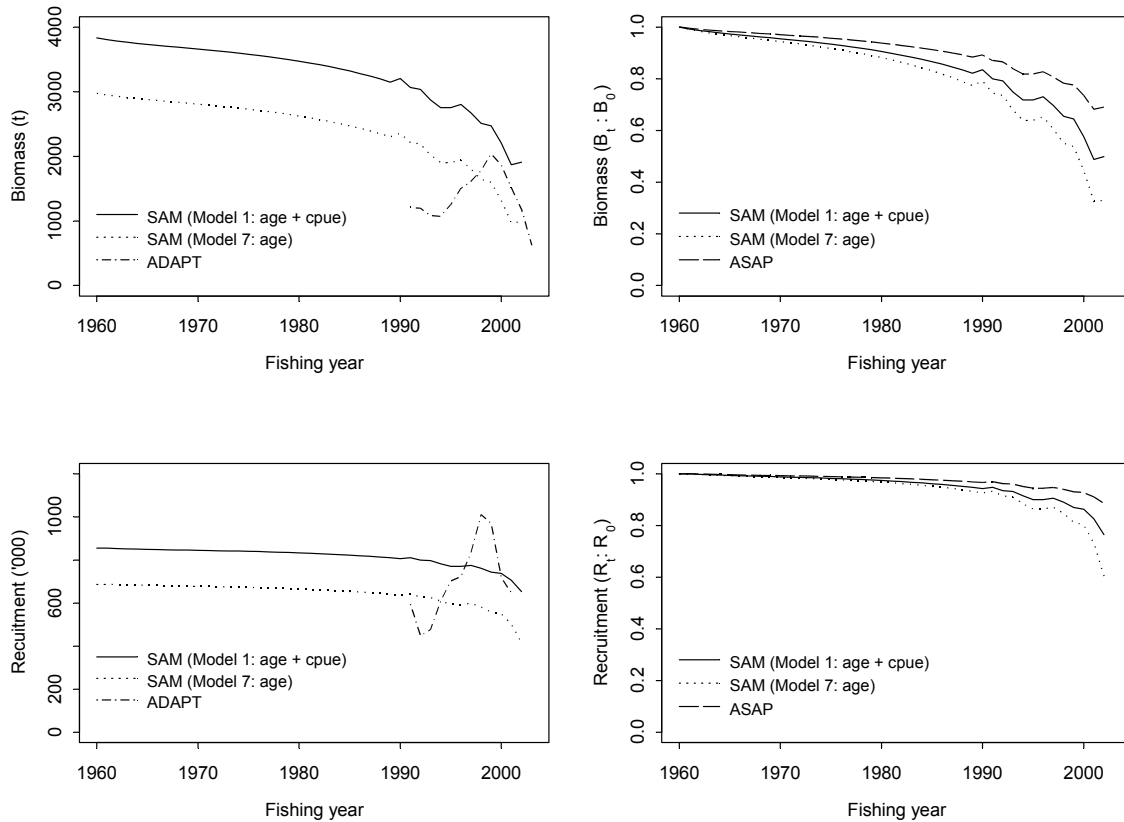 Biomass (t)
0
1000
2000
3000
4000
SAM (Model 1: age + cpue)
SAM (Model 7: age)
ADAPT
1960
1970
1980
1990
2000
Fishing year
Biomass (Bt : B0)
0.0
0.2
0.4
0.6
0.8
1.0
SAM (Model 1: age + cpue)
SAM (Model 7: age)
ASAP
1960
1970
1980
1990
2000
Fishing year
Recuitment ('000)
0
200
600
1000
SAM (Model 1: age + cpue)
SAM (Model 7: age)
ADAPT
1960
1970
1980
1990
2000
Fishing year
Recruitment (Rt : R0)
0.0
0.2
0.4
0.6
0.8
1.0
SAM (Model 1: age + cpue)
SAM (Model 7: age)
ASAP
1960
1970
1980
1990
2000
Fishing year